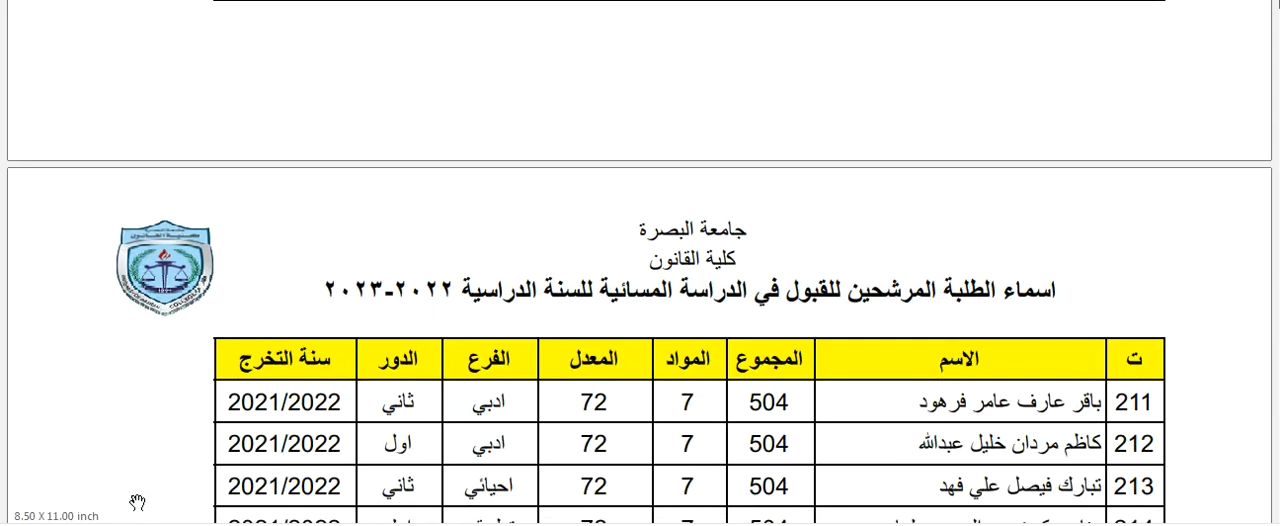 جامعة البصرة
كلية القانون
اسماء الطلبة المرشحين للقبول في الدراسة المسائية للسنة الدراسية ٢٠٢٢-٢٠٢٣
ت الاسم المجموع المواد المعدل الفرع الدور سنة التخرج
211 باقر عارف عامر فرهود 504 7 72 ادبي ثاني 2021/2022
212 كاظم مردان خليل عبدالله 504 7 72 ادبي اول 2021/2022
213 تبارك فيصل علي فهد 504 7 72 احيائي ثاني 2021/2022
8.50 X 11.00 inch